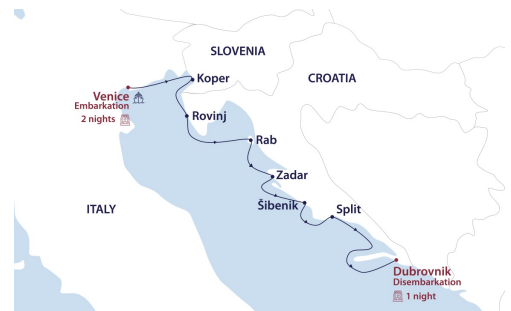 SLOVENIA
Koper
CROATIA
Venice
Embarkation
2 nights
Rovinj
Rab
Zadar
ITALY
Šibenik
Split
Dubrovnik
Disembarkation
1 night